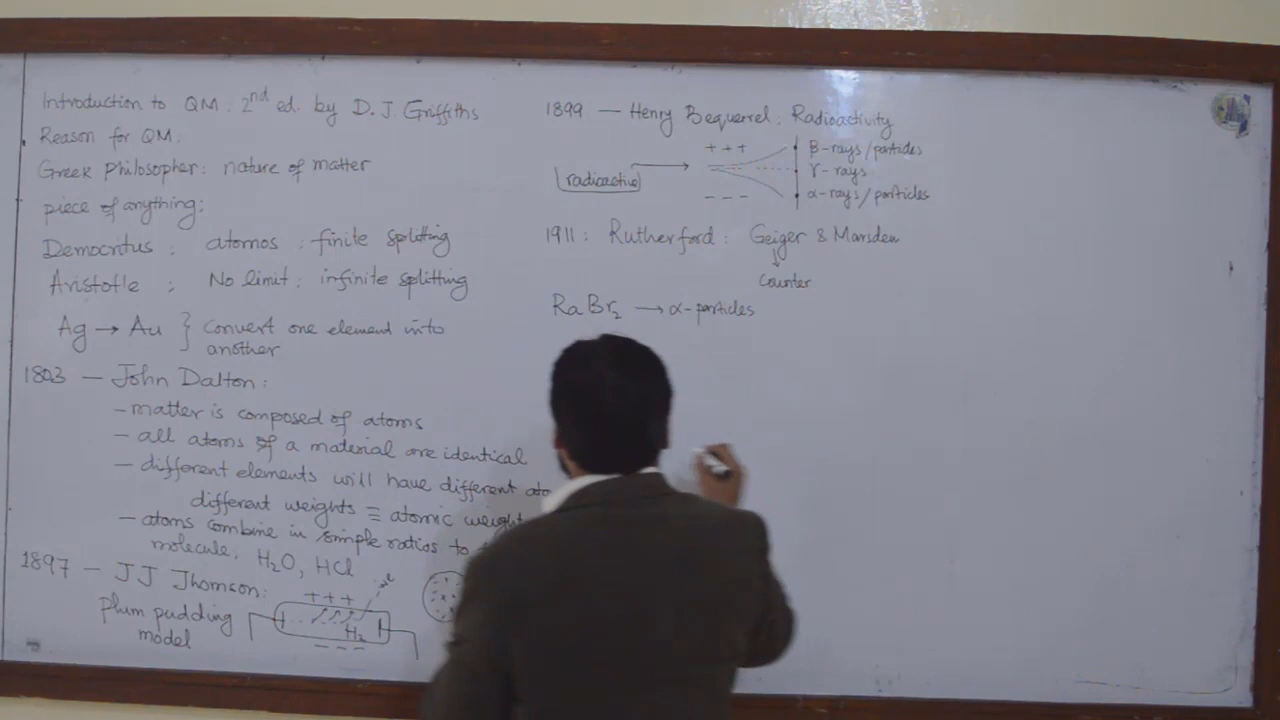 Introduction to QM. 2nd ed. by D. J. Griffiths
Reason for QM.
Greek Philosopher: nature of matter
piece of anything:
Democritus : atomos : finite splitting
Aristotle : No limit : infinite splitting
Ag → Au } convert one element into
another
1803 — John Dalton:
- matter is composed of atoms
- all atoms of a material are identical
- different elements will have different
different weights ≡ atomic weight
- atoms combine in simple ratios to
molecule, H₂O, HCl
1897 — JJ Jhomson:
Plum pudding
model
+ + +
H₂
- - -
1899 — Henry Bequerrel: Radioactivity
radioactive
+ + +
- - -
β-rays/particles
γ-rays
α-rays/particles
1911 : Rutherford : Geiger & Marsden
Counter
RaBr₂ → α-particles